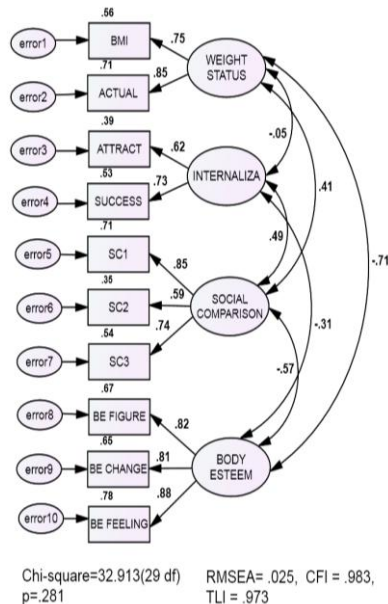 .56
error1 BMI .75
WEIGHT
STATUS
.71
error2 ACTUAL .85
.39
-.05
error3 ATTRACT .62
.53
INTERNALIZA .41
error4 SUCCESS .73
.71
.49 -.71
error5 SC1 .85
.35
error6 SC2 .59
SOCIAL
COMPARISON
-.31
.54
error7 SC3 .74
.67
-.57
error8 BE FIGURE .82
.65
error9 BE CHANGE .81
BODY
ESTEEM
.78
error10 BE FEELING .88
Chi-square=32.913(29 df) RMSEA= .025, CFI = .983,
p=.281 TLI = .973